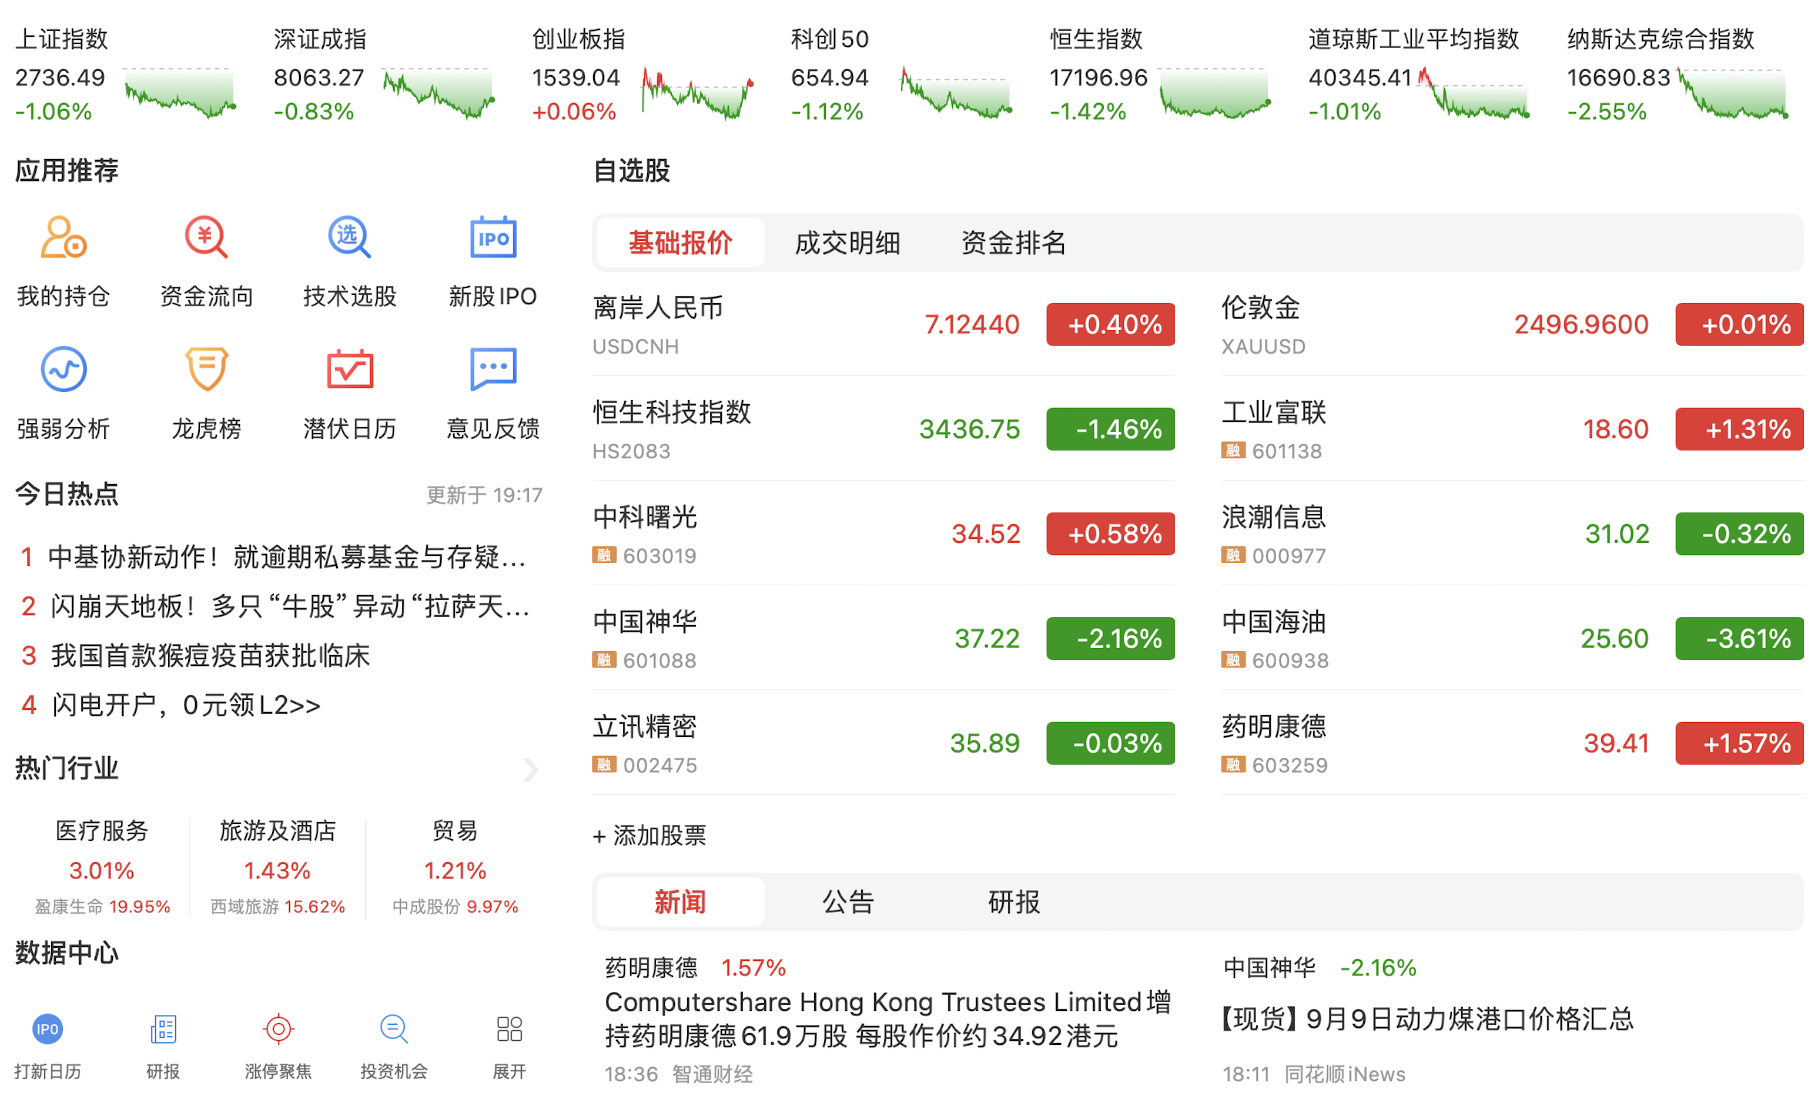 上证指数
2736.49
-1.06%
深证成指
8063.27
-0.83%
创业板指
1539.04
+0.06%
科创50
654.94
-1.12%
恒生指数
17196.96
-1.42%
道琼斯工业平均指数
40345.41
-1.01%
纳斯达克综合指数
16690.83
-2.55%
应用推荐
¥
选
IPO
我的持仓
资金流向
技术选股
新股IPO
强弱分析
龙虎榜
潜伏日历
意见反馈
今日热点
更新于 19:17
1 中基协新动作！就逾期私募基金与存疑...
2 闪崩天地板！多只“牛股”异动“拉萨天...
3 我国首款猴痘疫苗获批临床
4 闪电开户，0元领L2>>
热门行业
医疗服务
3.01%
盈康生命 19.95%
旅游及酒店
1.43%
西域旅游 15.62%
贸易
1.21%
中成股份 9.97%
数据中心
IPO
打新日历
研报
涨停聚焦
投资机会
展开
自选股
基础报价
成交明细
资金排名
离岸人民币
USDCNH
7.12440
+0.40%
伦敦金
XAUUSD
2496.9600
+0.01%
恒生科技指数
HS2083
3436.75
-1.46%
工业富联
融 601138
18.60
+1.31%
中科曙光
融 603019
34.52
+0.58%
浪潮信息
融 000977
31.02
-0.32%
中国神华
融 601088
37.22
-2.16%
中国海油
融 600938
25.60
-3.61%
立讯精密
融 002475
35.89
-0.03%
药明康德
融 603259
39.41
+1.57%
+ 添加股票
新闻
公告
研报
药明康德 1.57%
Computershare Hong Kong Trustees Limited增
持药明康德61.9万股 每股作价约34.92港元
18:36 智通财经
中国神华 -2.16%
【现货】9月9日动力煤港口价格汇总
18:11 同花顺iNews